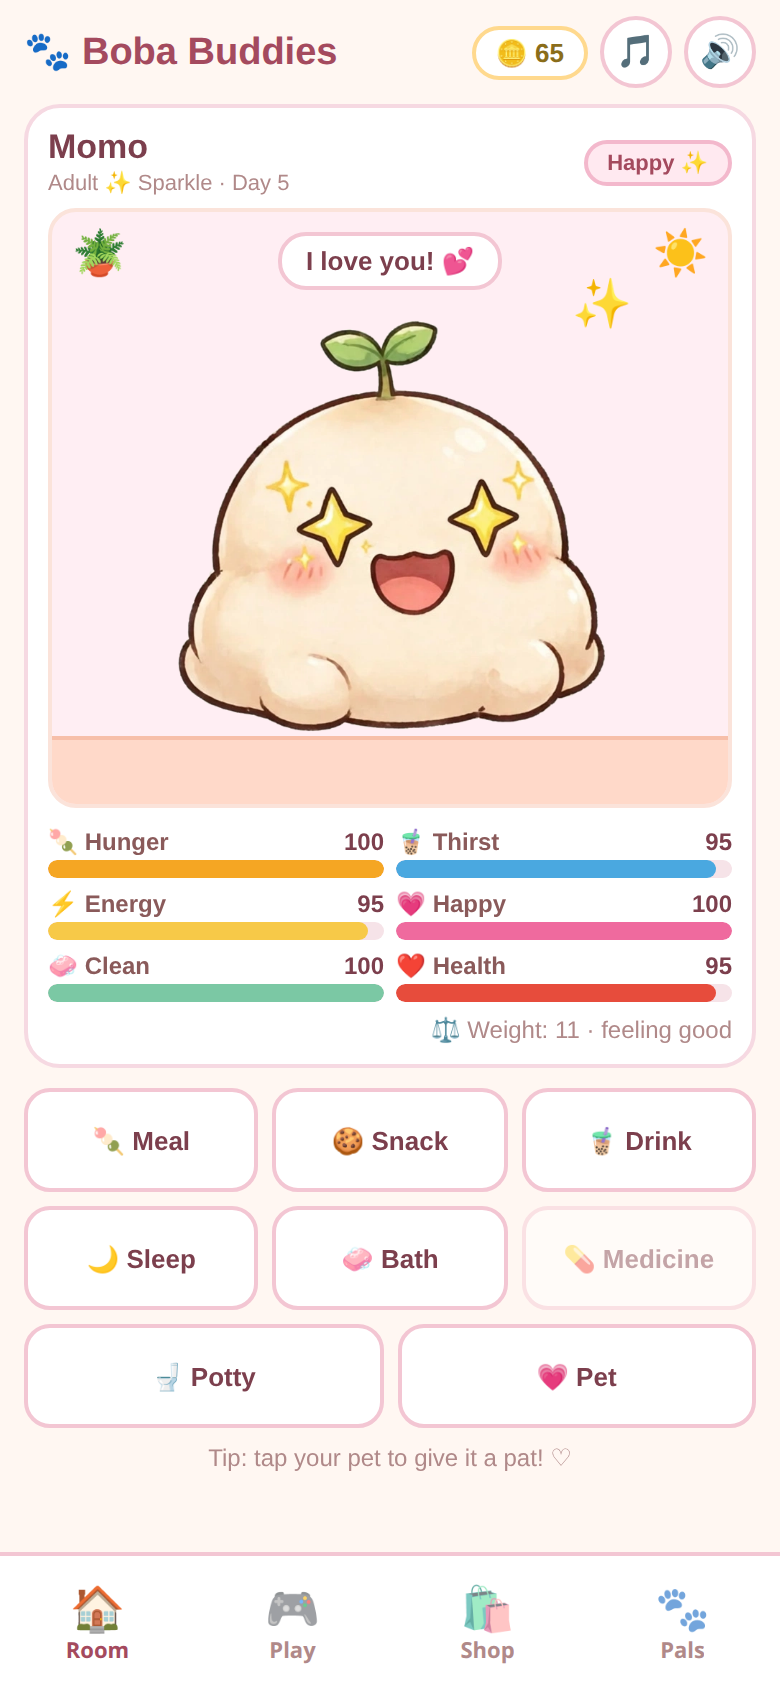 Boba Buddies
65
Momo
Adult ✨ Sparkle · Day 5
Happy ✨
I love you! 💕
Hunger 100
Thirst 95
Energy 95
Happy 100
Clean 100
Health 95
Weight: 11 · feeling good
Meal
Snack
Drink
Sleep
Bath
Medicine
Potty
Pet
Tip: tap your pet to give it a pat! ♡
Room
Play
Shop
Pals